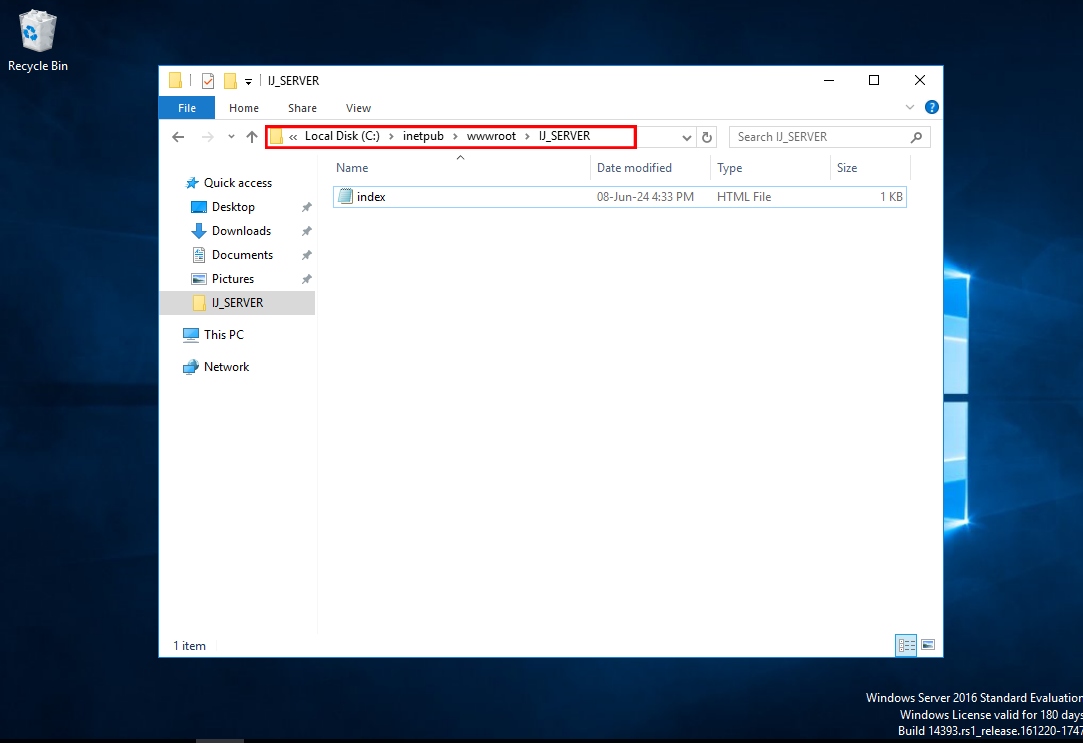 Recycle Bin
IJ_SERVER
File Home Share View
« Local Disk (C:) › inetpub › wwwroot › IJ_SERVER
Search IJ_SERVER
Name Date modified Type Size
index 08-Jun-24 4:33 PM HTML File 1 KB
Quick access
Desktop
Downloads
Documents
Pictures
IJ_SERVER
This PC
Network
1 item
Windows Server 2016 Standard Evaluation
Windows License valid for 180 days
Build 14393.rs1_release.161220-1747